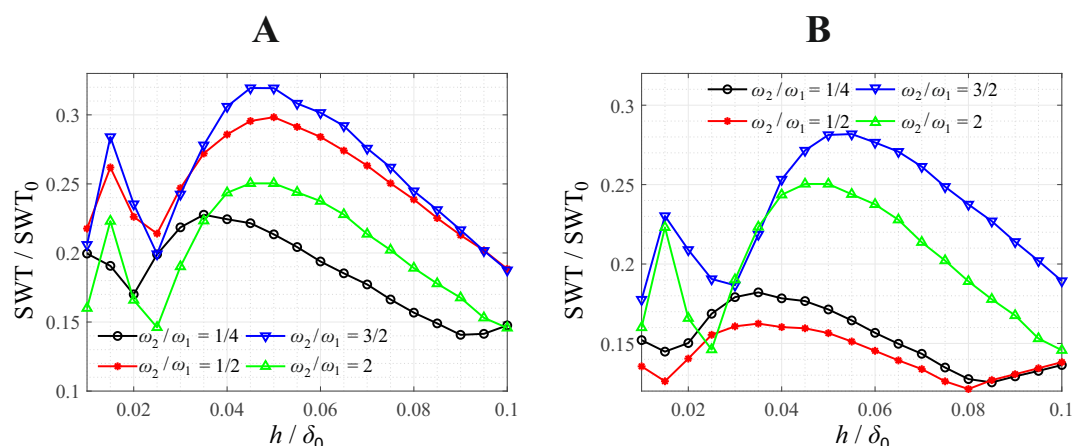 A
B
0.3
0.25
0.2
0.15
0.1
SWT / SWT₀
ω₂/ω₁ = 1/4
ω₂/ω₁ = 3/2
ω₂/ω₁ = 1/2
ω₂/ω₁ = 2
0.02
0.04
0.06
0.08
0.1
h / δ₀
0.3
0.25
0.2
0.15
SWT / SWT₀
ω₂/ω₁ = 1/4
ω₂/ω₁ = 3/2
ω₂/ω₁ = 1/2
ω₂/ω₁ = 2
0.02
0.04
0.06
0.08
0.1
h / δ₀